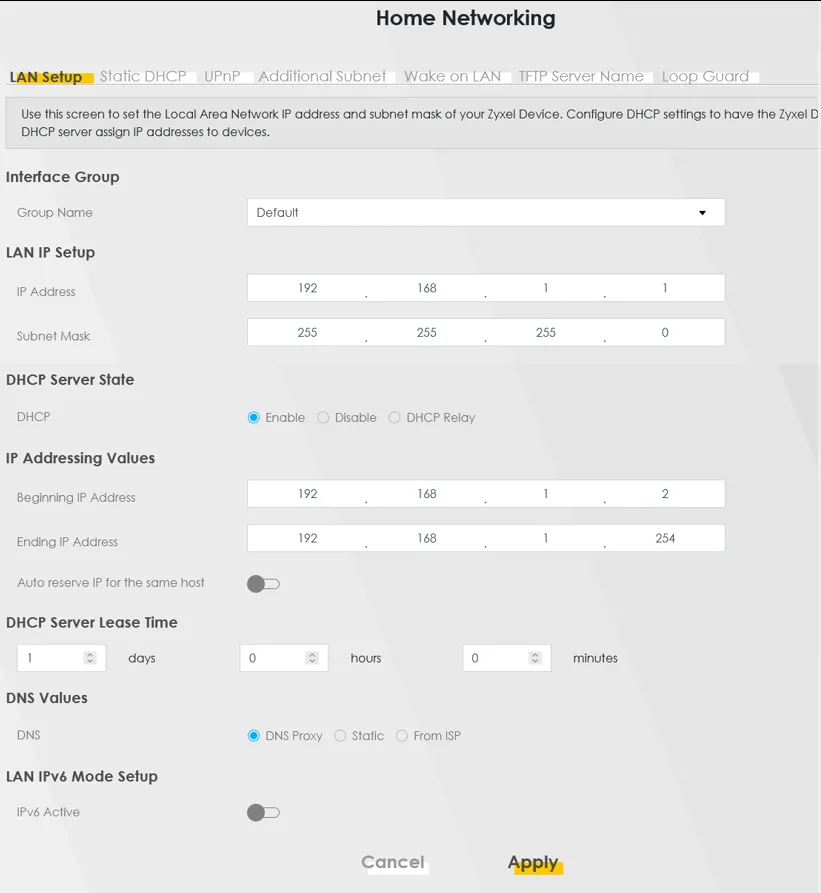 Home Networking
LAN Setup Static DHCP UPnP Additional Subnet Wake on LAN TFTP Server Name Loop Guard
Use this screen to set the Local Area Network IP address and subnet mask of your Zyxel Device. Configure DHCP settings to have the Zyxel D
DHCP server assign IP addresses to devices.
Interface Group
Group Name Default
LAN IP Setup
IP Address 192 . 168 . 1 . 1
Subnet Mask 255 . 255 . 255 . 0
DHCP Server State
DHCP Enable Disable DHCP Relay
IP Addressing Values
Beginning IP Address 192 . 168 . 1 . 2
Ending IP Address 192 . 168 . 1 . 254
Auto reserve IP for the same host
DHCP Server Lease Time
1 days 0 hours 0 minutes
DNS Values
DNS DNS Proxy Static From ISP
LAN IPv6 Mode Setup
IPv6 Active
Cancel Apply